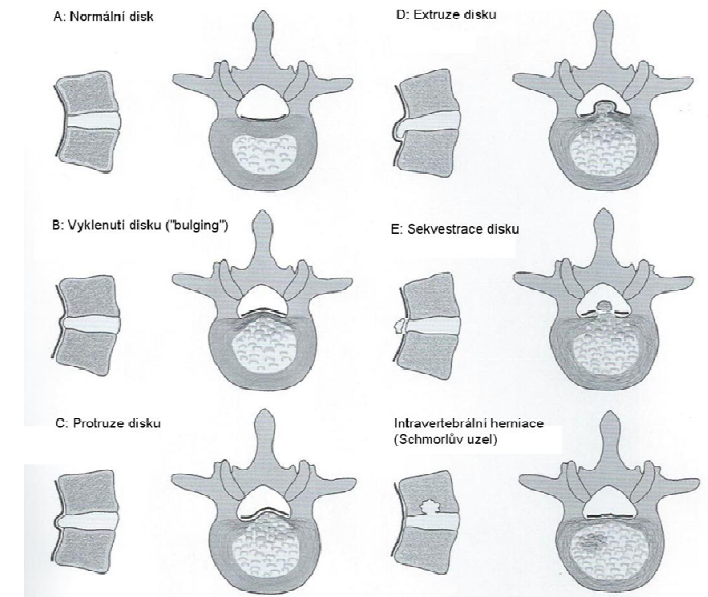 A: Normální disk
D: Extruze disku
B: Vyklenutí disku ("bulging")
E: Sekvestrace disku
C: Protruze disku
Intravertebrální herniace
(Schmorlův uzel)